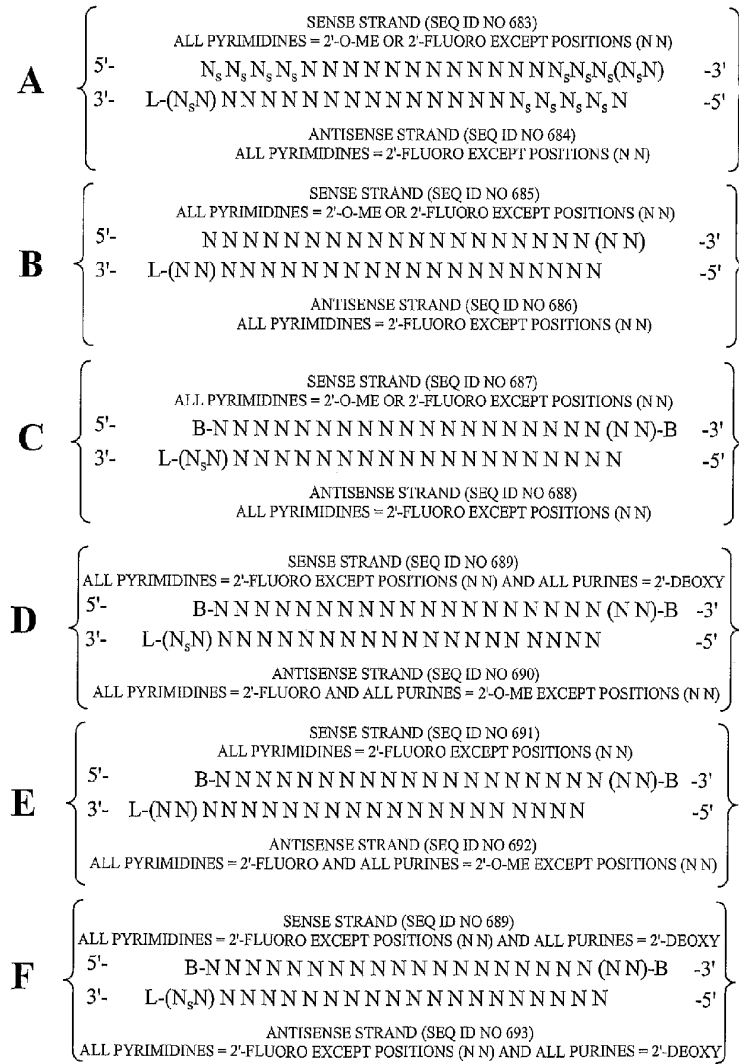 A
SENSE STRAND (SEQ ID NO 683)
ALL PYRIMIDINES = 2'-O-ME OR 2'-FLUORO EXCEPT POSITIONS (N N)
5'- NₛNₛNₛNₛN N N N N N N N N N N N NₛNₛNₛ(NₛN) -3'
3'- L-(NₛN) N N N N N N N N N N N N N N NₛNₛNₛNₛN -5'
ANTISENSE STRAND (SEQ ID NO 684)
ALL PYRIMIDINES = 2'-FLUORO EXCEPT POSITIONS (N N)
B
SENSE STRAND (SEQ ID NO 685)
ALL PYRIMIDINES = 2'-O-ME OR 2'-FLUORO EXCEPT POSITIONS (N N)
5'- N N N N N N N N N N N N N N N N N N N (N N) -3'
3'- L-(N N) N N N N N N N N N N N N N N N N N N N -5'
ANTISENSE STRAND (SEQ ID NO 686)
ALL PYRIMIDINES = 2'-FLUORO EXCEPT POSITIONS (N N)
C
SENSE STRAND (SEQ ID NO 687)
ALL PYRIMIDINES = 2'-O-ME OR 2'-FLUORO EXCEPT POSITIONS (N N)
5'- B-N N N N N N N N N N N N N N N N N N N (N N)-B -3'
3'- L-(NₛN) N N N N N N N N N N N N N N N N N N N -5'
ANTISENSE STRAND (SEQ ID NO 688)
ALL PYRIMIDINES = 2'-FLUORO EXCEPT POSITIONS (N N)
D
SENSE STRAND (SEQ ID NO 689)
ALL PYRIMIDINES = 2'-FLUORO EXCEPT POSITIONS (N N) AND ALL PURINES = 2'-DEOXY
5'- B-N N N N N N N N N N N N N N N N N N N (N N)-B -3'
3'- L-(NₛN) N N N N N N N N N N N N N N N N N N N -5'
ANTISENSE STRAND (SEQ ID NO 690)
ALL PYRIMIDINES = 2'-FLUORO AND ALL PURINES = 2'-O-ME EXCEPT POSITIONS (N N)
E
SENSE STRAND (SEQ ID NO 691)
ALL PYRIMIDINES = 2'-FLUORO EXCEPT POSITIONS (N N)
5'- B-N N N N N N N N N N N N N N N N N N N (N N)-B -3'
3'- L-(N N) N N N N N N N N N N N N N N N N N N N -5'
ANTISENSE STRAND (SEQ ID NO 692)
ALL PYRIMIDINES = 2'-FLUORO AND ALL PURINES = 2'-O-ME EXCEPT POSITIONS (N N)
F
SENSE STRAND (SEQ ID NO 689)
ALL PYRIMIDINES = 2'-FLUORO EXCEPT POSITIONS (N N) AND ALL PURINES = 2'-DEOXY
5'- B-N N N N N N N N N N N N N N N N N N N (N N)-B -3'
3'- L-(NₛN) N N N N N N N N N N N N N N N N N N N -5'
ANTISENSE STRAND (SEQ ID NO 693)
ALL PYRIMIDINES = 2'-FLUORO EXCEPT POSITIONS (N N) AND ALL PURINES = 2'-DEOXY